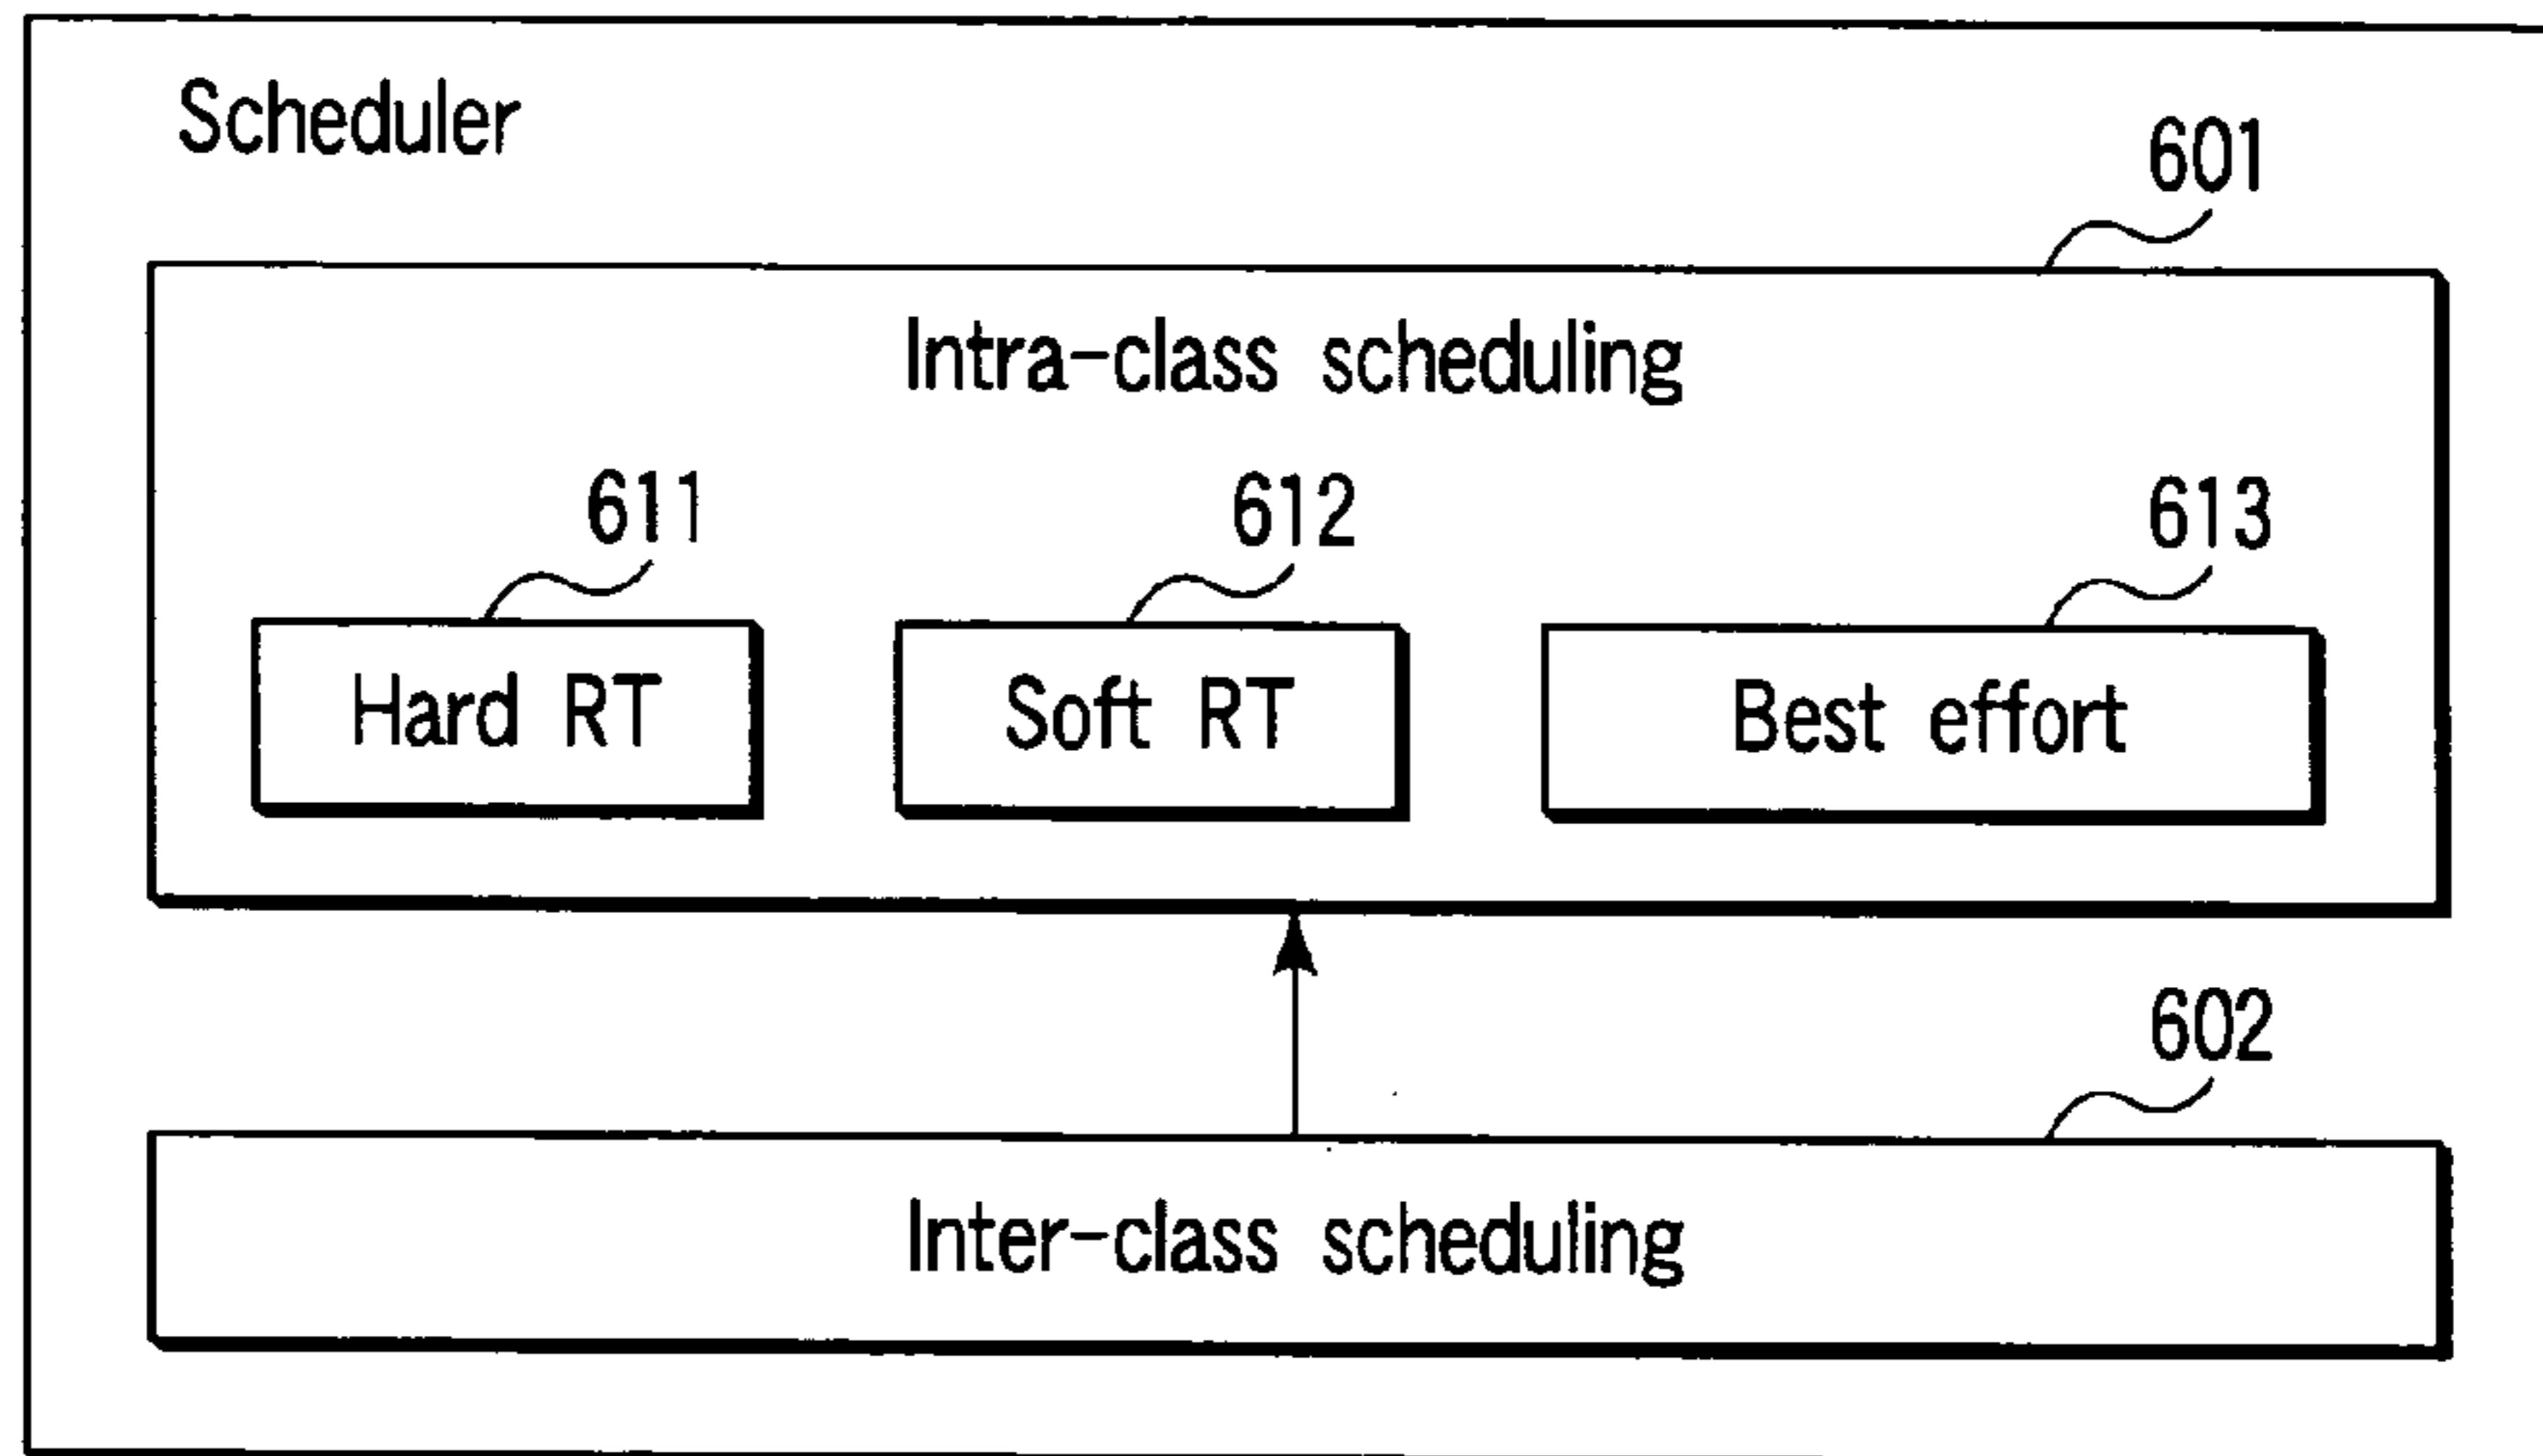 Scheduler
601
Intra-class scheduling
611
612
613
Hard RT
Soft RT
Best effort
602
Inter-class scheduling